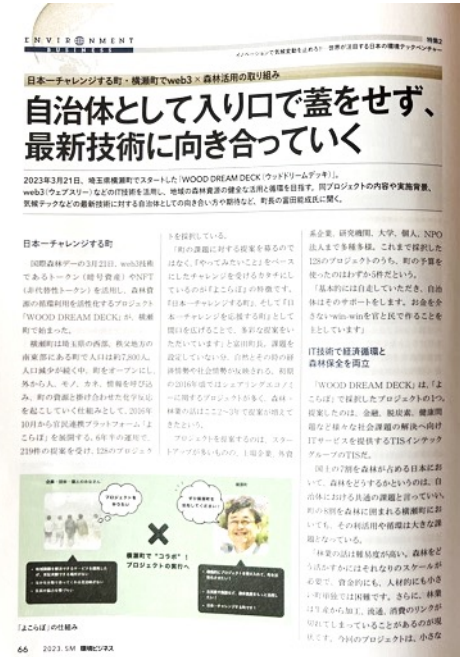 ENVIRONMENT
BUSINESS
特集2
イノベーションで気候変動を止めろ! 世界が注目する日本の環境テックベンチャー
日本一チャレンジする町・横瀬町でweb3×森林活用の取り組み
自治体として入り口で蓋をせず、
最新技術に向き合っていく
2023年3月21日、埼玉県横瀬町でスタートした「WOOD DREAM DECK(ウッドドリームデッキ)」。
web3(ウェブスリー)などのIT技術を活用し、地域の森林資源の健全な活用と循環を目指す。同プロジェクトの内容や実施背景、
気候テックなどの最新技術に対する自治体としての向き合い方や期待など、町長の富田能成氏に聞く。
日本一チャレンジする町
国際森林デーの3月21日、web3技術
であるトークン(暗号資産)やNFT
(非代替性トークン)を活用し、森林資
源の循環利用を活性化するプロジェクト
「WOOD DREAM DECK」が、横瀬
町で始まった。
横瀬町は埼玉県の西部、秩父地方の
南東部にある町で人口は約7,800人。
人口減少が続く中、町をオープンにし、
外から人、モノ、カネ、情報を呼び込
み、町の資源と掛け合わせた化学反応
を起こしていく仕組みとして、2016年
10月から官民連携プラットフォーム「よ
こらぼ」を展開する。6年半の運用で、
219件の提案を受け、128のプロジェク
トを採択している。
「町の課題に対する提案を募るので
はなく、『やってみたいこと』をベース
にしたチャレンジを受けるカタチにし
ているのが『よこらぼ』の特徴です。
『日本一チャレンジする町』、そして『日
本一チャレンジを応援する町』として
間口を広げることで、多彩な提案をい
ただいています」と富田町長。課題を
設定していない分、自然とその時の経
済情勢や社会情勢が反映される。初期
の2016年頃ではシェアリングエコノミ
ーに関するプロジェクトが多く、森林・
林業の話はここ2〜3年で提案が増えて
きたという。
プロジェクトを提案するのは、スター
トアップが多いものの、上場企業、外資
系企業、研究機関、大学、個人、NPO
法人まで多種多様。これまで採択した
128のプロジェクトのうち、町の予算を
使ったのはわずか5件だという。
「基本的には自走していただき、自治
体はそのサポートをします。お金を介
さないwin-winを官と民で作ることを
よしとしています」
IT技術で経済循環と
森林保全を両立
「WOOD DREAM DECK」は、「よ
こらぼ」で採択したプロジェクトの1つ。
提案したのは、金融、脱炭素、健康問
題など様々な社会課題の解決へ向け
ITサービスを提供するTISインテック
グループのTISだ。
国土の7割を森林が占める日本にお
いて、森林をどうするかというのは、自
治体における共通の課題と言っていい。
町の8割を森林に囲まれる横瀬町にお
いても、その利活用や循環は大きな課
題となっている。
「林業の話は難易度が高い。森林をど
う活かすかにはそれなりのスケールが
必要で、資金的にも、人材的にも小さ
い町単独では困難です。さらに、林業
は生産から加工、流通、消費のリンクが
切れてしまっていることがあるのが現
状です。今回のプロジェクトは、小さな
プロジェクトを
やりたい
ぜひ横瀬町を
使ってください!
横瀬町
横瀬町で“コラボ”!
プロジェクトの実行へ
「よこらぼ」の仕組み
66 2023. SM 環境ビジネス